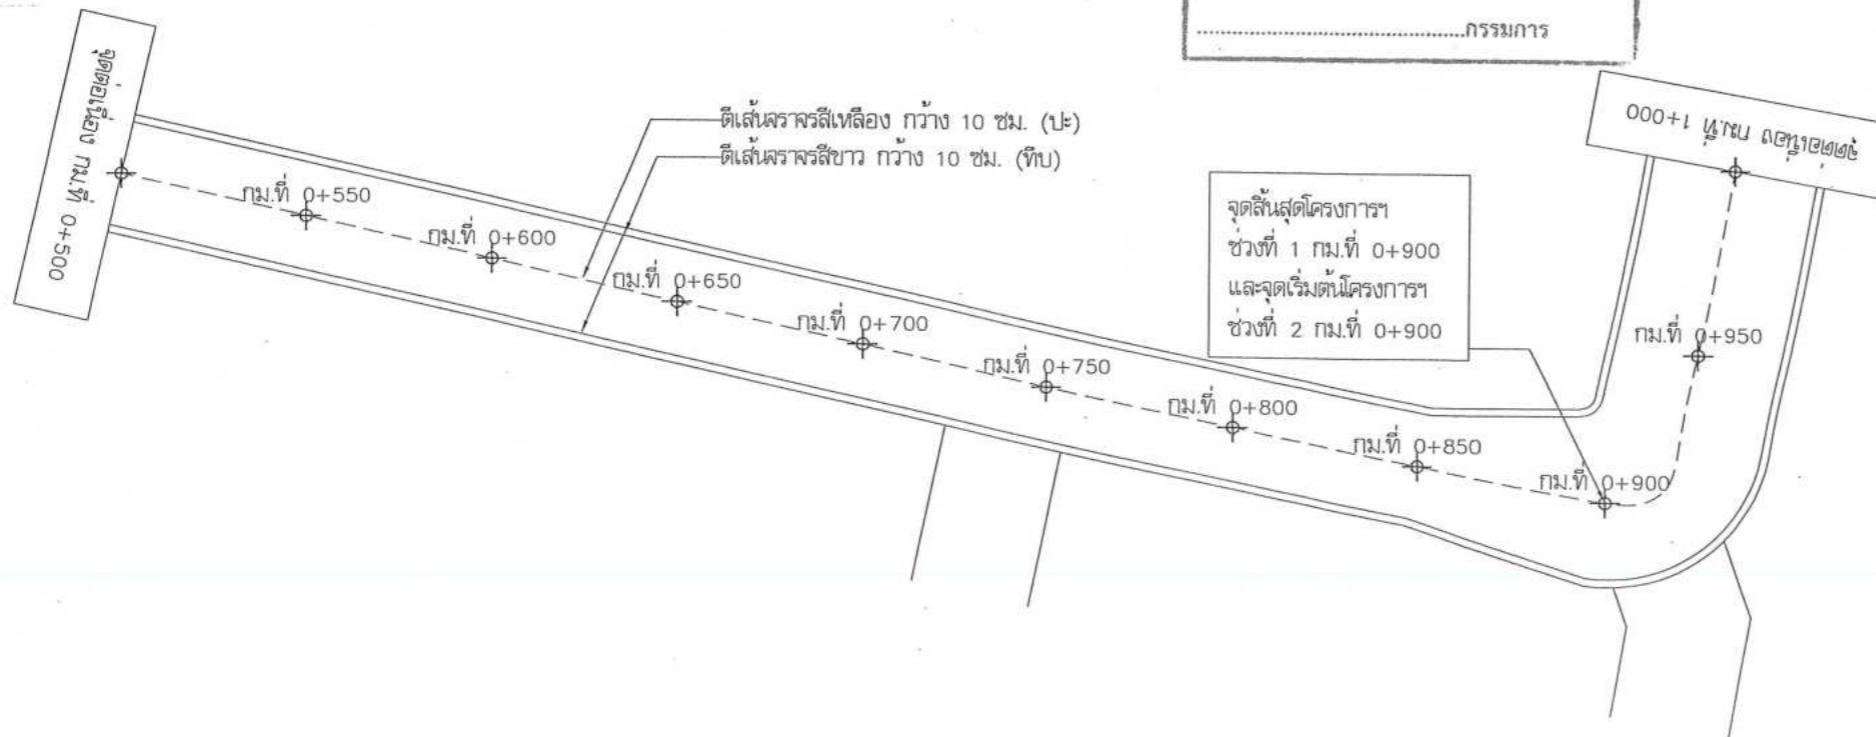 กรรมการ
จุดต่อเนื่อง กม.ที่ 0+500
ตีเส้นจราจรสีเหลือง กว้าง 10 ซม. (ปะ)
ตีเส้นจราจรสีขาว กว้าง 10 ซม. (ทึบ)
จุดต่อเนื่อง กม.ที่ 1+000
กม.ที่ 0+550
กม.ที่ 0+600
กม.ที่ 0+650
กม.ที่ 0+700
กม.ที่ 0+750
กม.ที่ 0+800
กม.ที่ 0+850
กม.ที่ 0+900
กม.ที่ 0+950
จุดสิ้นสุดโครงการฯ
ช่วงที่ 1 กม.ที่ 0+900
และจุดเริ่มต้นโครงการฯ
ช่วงที่ 2 กม.ที่ 0+900